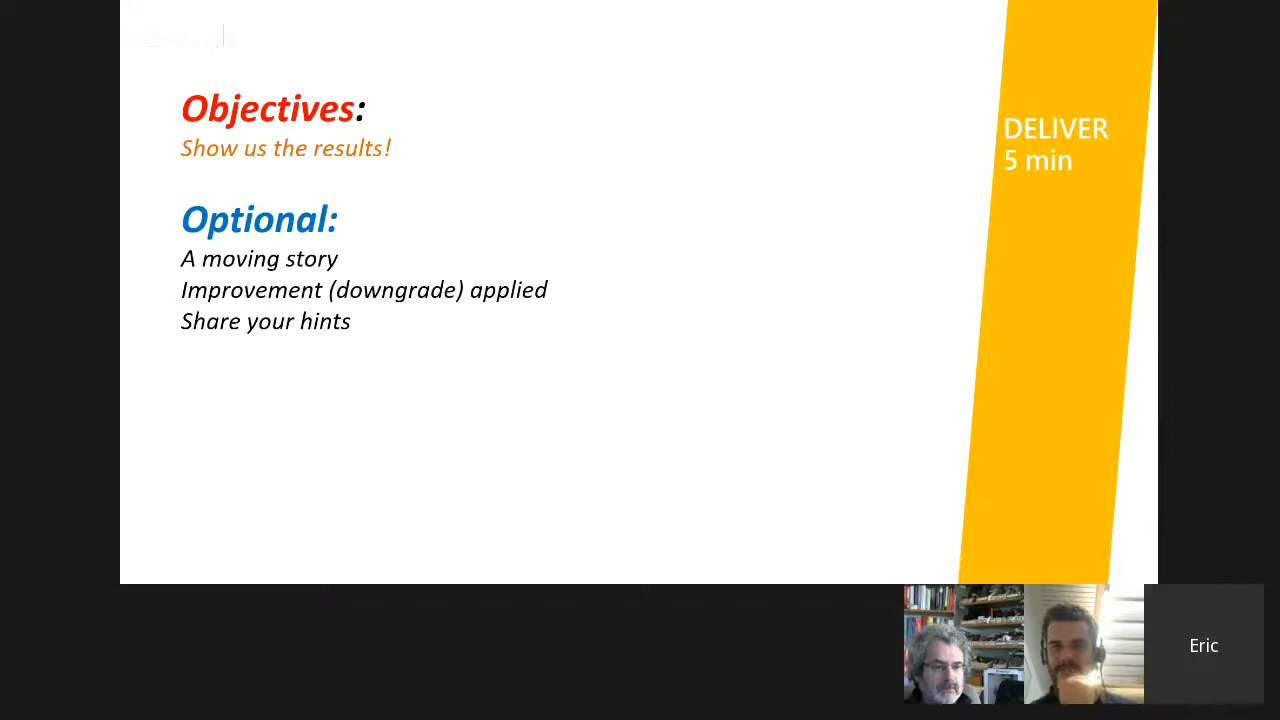 Objectives:
Show us the results!
Optional:
A moving story
Improvement (downgrade) applied
Share your hints
DELIVER
5 min
Eric